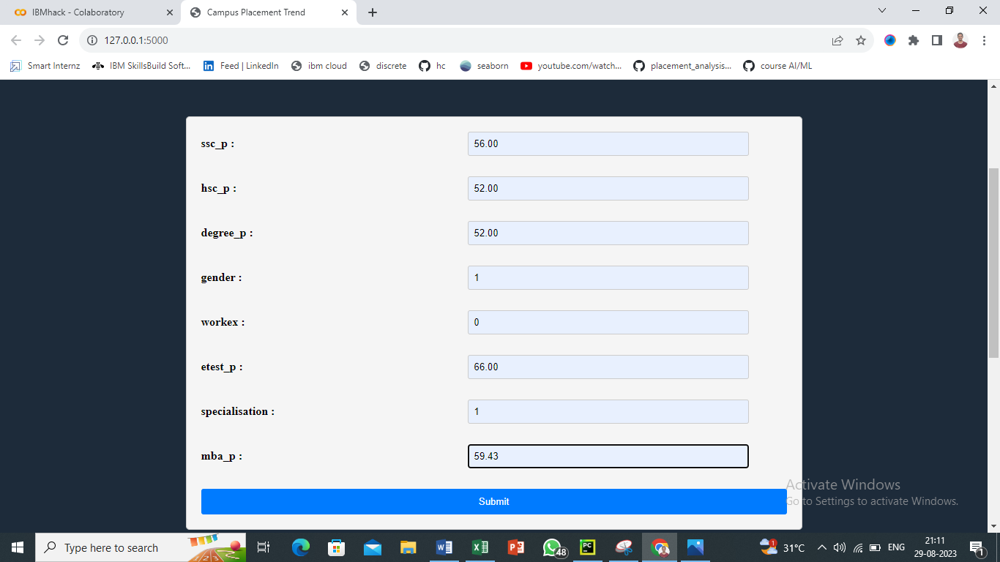 IBMhack - Colaboratory
Campus Placement Trend
127.0.0.1:5000
Smart Internz
IBM SkillsBuild Soft...
in Feed | LinkedIn
ibm cloud
discrete
hc
seaborn
youtube.com/watch...
placement_analysis...
course AI/ML
ssc_p : 56.00
hsc_p : 52.00
degree_p : 52.00
gender : 1
workex : 0
etest_p : 66.00
specialisation : 1
mba_p : 59.43
Submit
Activate Windows
Go to Settings to activate Windows.
Type here to search
W
X
P
48
PC
1
31°C
ENG
21:11
29-08-2023
1